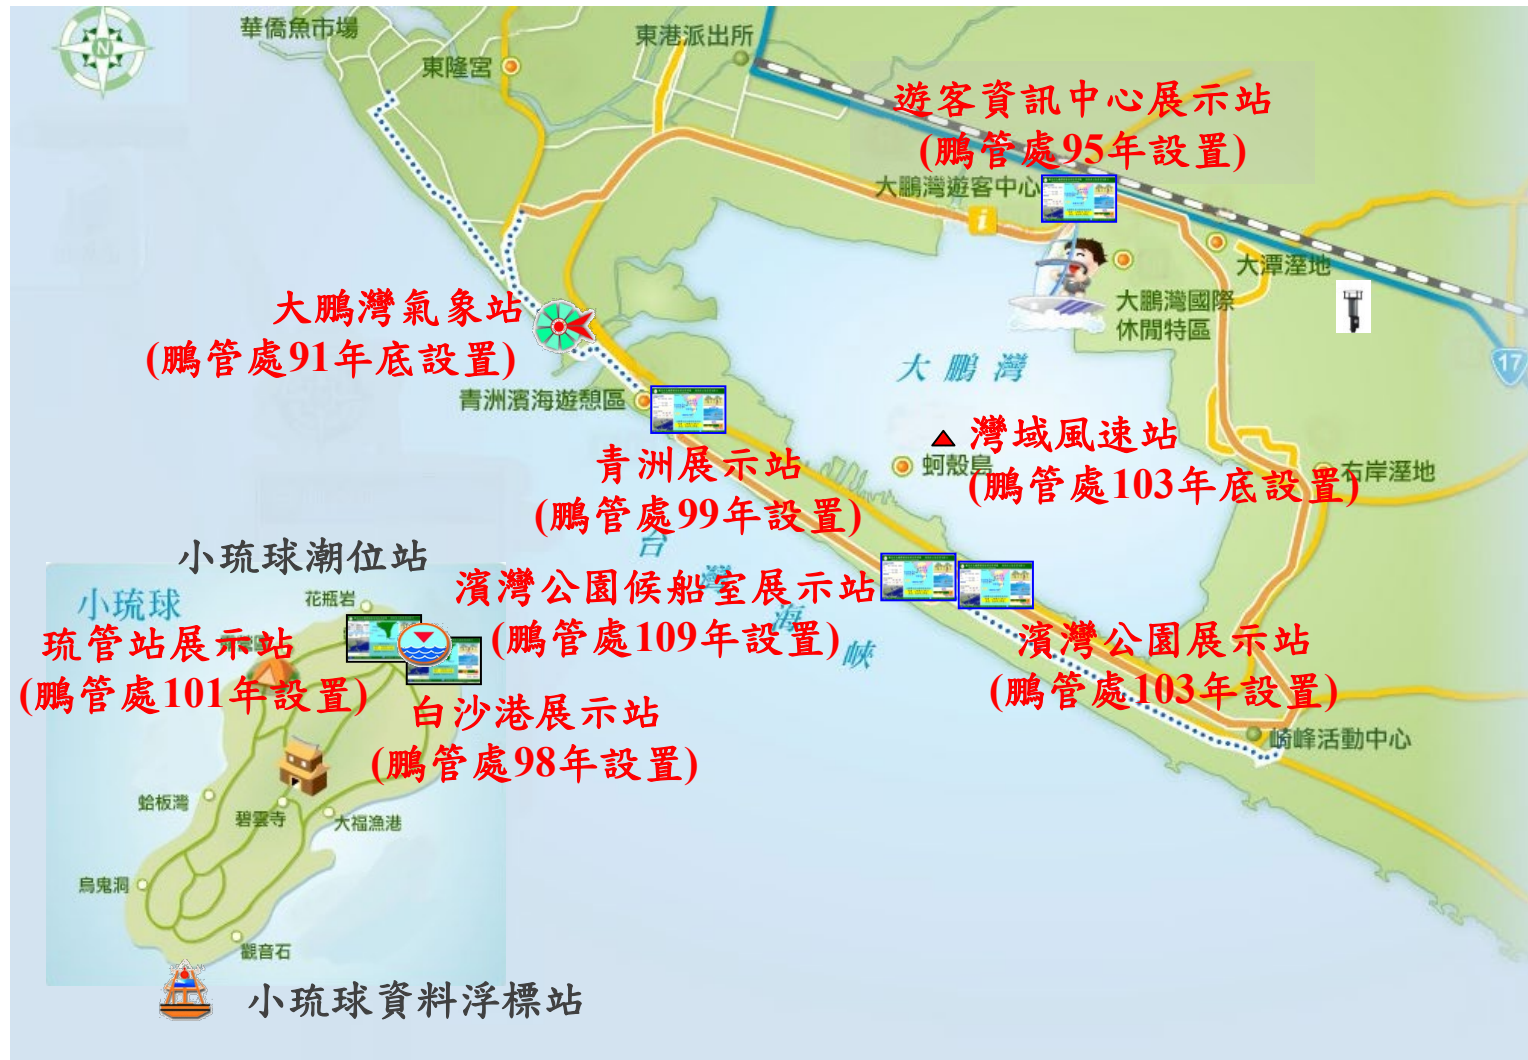 N
華僑魚市場
東港派出所
東隆宮
遊客資訊中心展示站
(鵬管處95年設置)
大鵬灣遊客中心
i
大潭溼地
大鵬灣國際
休閒特區
大鵬灣氣象站
(鵬管處91年底設置)
17
大鵬灣
青洲濱海遊憩區
灣域風速站
(鵬管處103年底設置)
蚵殼島
右岸溼地
青洲展示站
(鵬管處99年設置)
台灣海峽
小琉球潮位站
濱灣公園候船室展示站
(鵬管處109年設置)
小琉球
花瓶岩
琉管站展示站
(鵬管處101年設置)
濱灣公園展示站
(鵬管處103年設置)
白沙港展示站
(鵬管處98年設置)
崎峰活動中心
蛤板灣
碧雲寺
大福漁港
烏鬼洞
觀音石
小琉球資料浮標站